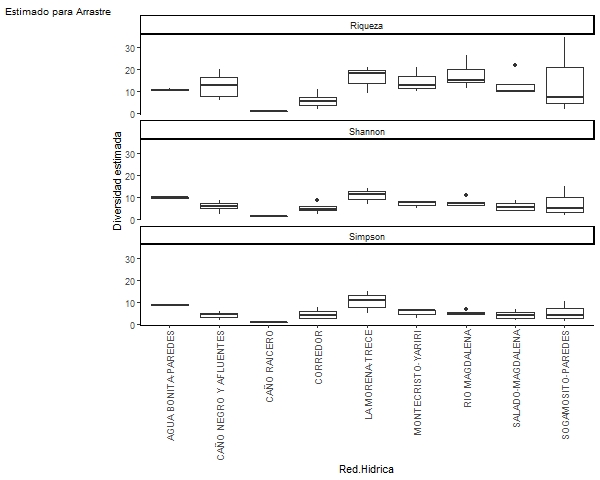 Estimado para Arrastre
Riqueza
30
20
10
0
Shannon
30
20
10
0
Simpson
30
20
10
0
Diversidad estimada
AGUA BONITA-PAREDES
CAÑO NEGRO Y AFLUENTES
CAÑO RAICERO
CORREDOR
LA MORENA-TRECE
MONTECRISTO-YARIRI
RIO MAGDALENA
SALADO-MAGDALENA
SOGAMOSITO-PAREDES
Red.Hidrica